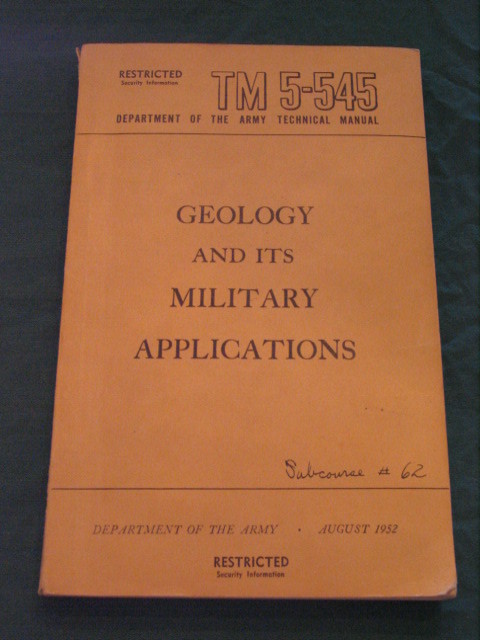 RESTRICTED
Security Information
TM 5-545
DEPARTMENT OF THE ARMY TECHNICAL MANUAL
GEOLOGY
AND ITS
MILITARY
APPLICATIONS
Subcourse # 62
DEPARTMENT OF THE ARMY • AUGUST 1952
RESTRICTED
Security Information